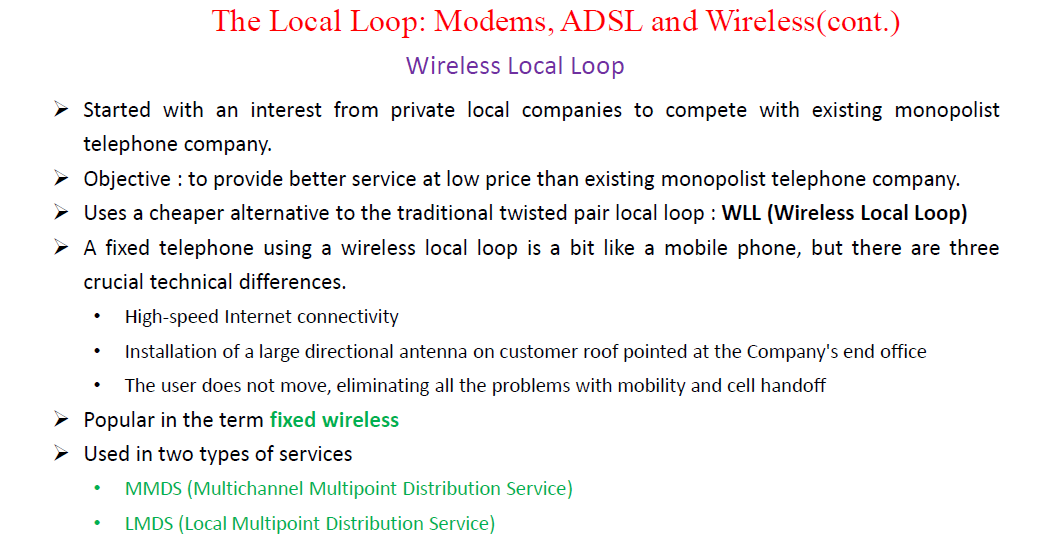 The Local Loop: Modems, ADSL and Wireless(cont.)
Wireless Local Loop
➢ Started with an interest from private local companies to compete with existing monopolist
telephone company.
➢ Objective : to provide better service at low price than existing monopolist telephone company.
➢ Uses a cheaper alternative to the traditional twisted pair local loop : WLL (Wireless Local Loop)
➢ A fixed telephone using a wireless local loop is a bit like a mobile phone, but there are three
crucial technical differences.
• High-speed Internet connectivity
• Installation of a large directional antenna on customer roof pointed at the Company's end office
• The user does not move, eliminating all the problems with mobility and cell handoff
➢ Popular in the term fixed wireless
➢ Used in two types of services
• MMDS (Multichannel Multipoint Distribution Service)
• LMDS (Local Multipoint Distribution Service)